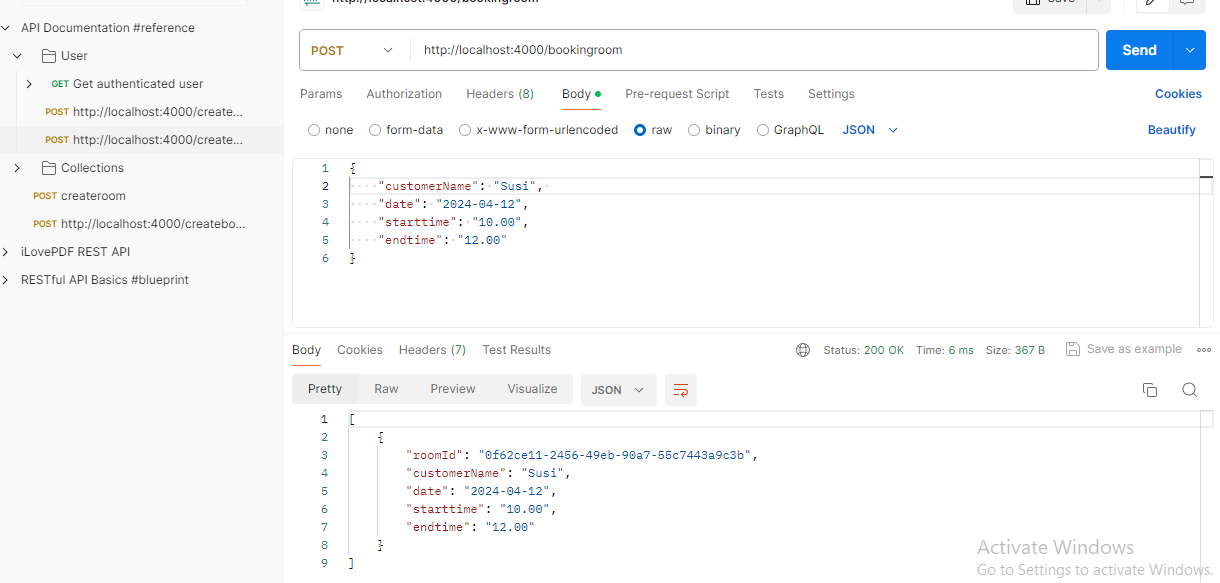 http://localhost:4000/bookingroom
Save
API Documentation #reference
User
GET Get authenticated user
POST http://localhost:4000/create...
POST http://localhost:4000/create...
Collections
POST createroom
POST http://localhost:4000/createbo...
iLovePDF REST API
RESTful API Basics #blueprint
POST http://localhost:4000/bookingroom Send
Params Authorization Headers (8) Body Pre-request Script Tests Settings Cookies
none form-data x-www-form-urlencoded raw binary GraphQL JSON Beautify
1 {
2 "customerName": "Susi",
3 "date": "2024-04-12",
4 "starttime": "10.00",
5 "endtime": "12.00"
6 }
Body Cookies Headers (7) Test Results Status: 200 OK Time: 6 ms Size: 367 B Save as example
Pretty Raw Preview Visualize JSON
1 [
2 {
3 "roomId": "0f62ce11-2456-49eb-90a7-55c7443a9c3b",
4 "customerName": "Susi",
5 "date": "2024-04-12",
6 "starttime": "10.00",
7 "endtime": "12.00"
8 }
9 ]
Activate Windows
Go to Settings to activate Windows.